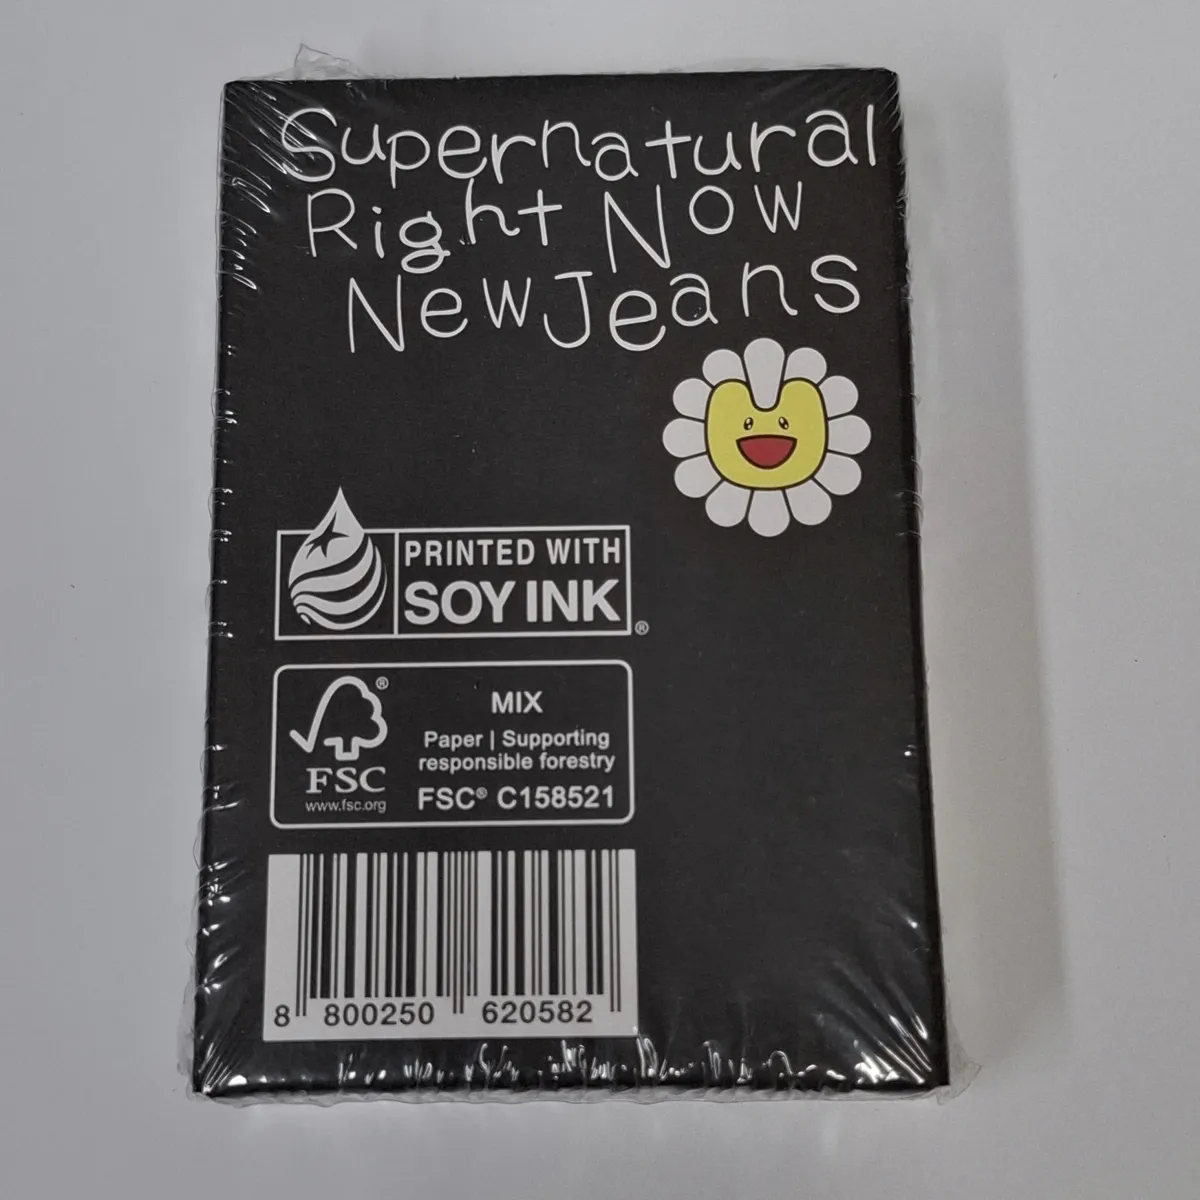 Supernatural
Right Now
NewJeans
PRINTED WITH
SOY INK
®
®
FSC
www.fsc.org
MIX
Paper | Supporting
responsible forestry
FSC® C158521
8 800250 620582